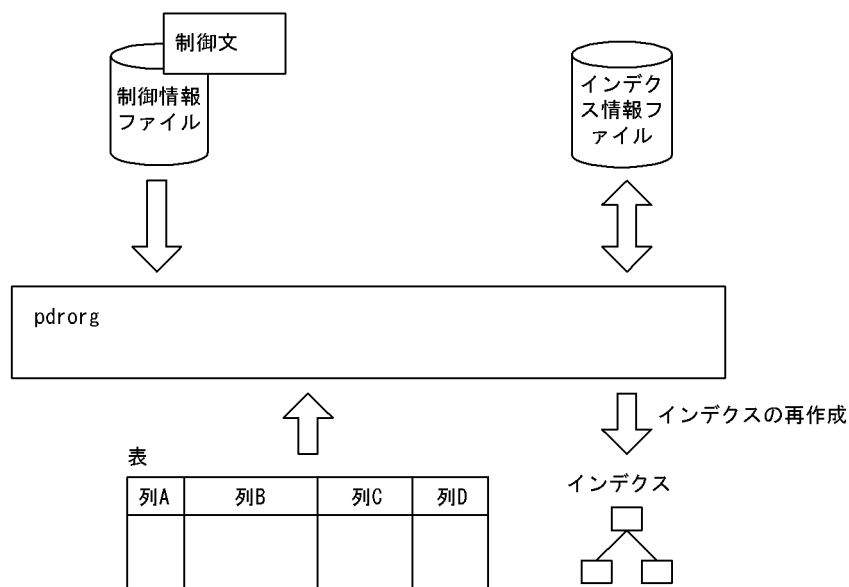 制御文
制御情報
ファイル
インデク
ス情報フ
ァイル
pdrorg
インデクスの再作成
表
列A 列B 列C 列D
インデクス